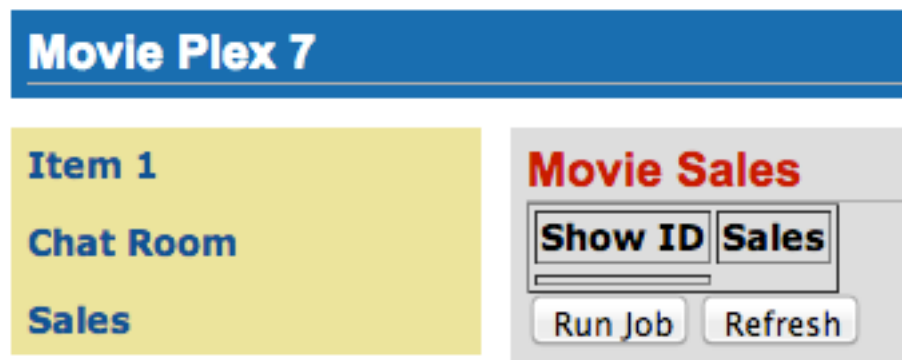 Movie Plex 7
Item 1
Chat Room
Sales
Movie Sales
Show ID Sales
Run Job Refresh